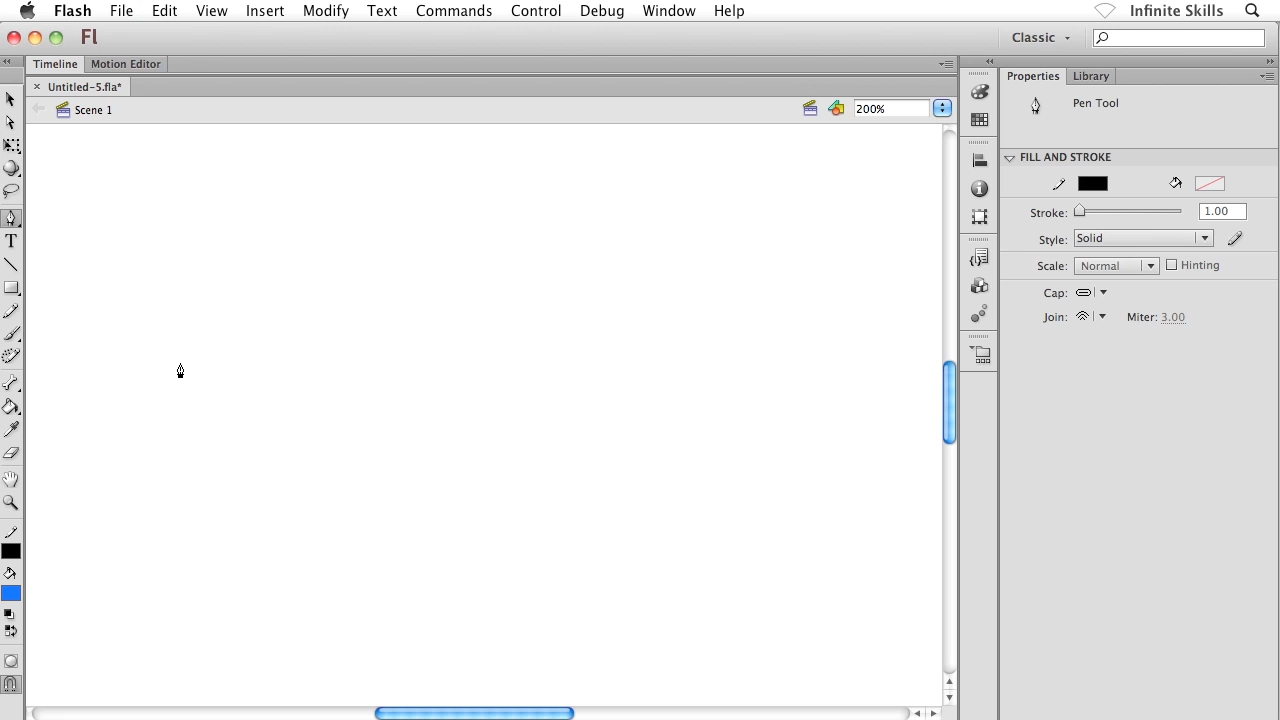 Flash File Edit View Insert Modify Text Commands Control Debug Window Help Infinite Skills
Fl Classic
Timeline Motion Editor
Properties Library
Untitled-5.fla*
Scene 1 200%
Pen Tool
FILL AND STROKE
Stroke: 1.00
Style: Solid
Scale: Normal Hinting
Cap:
Join: Miter: 3.00
T